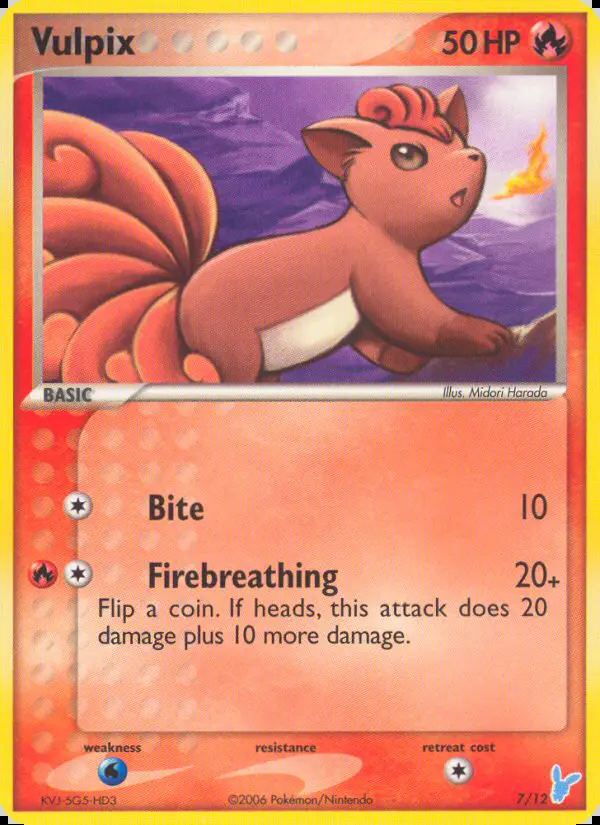 Vulpix 50 HP
BASIC
Illus. Midori Harada
Bite 10
Firebreathing 20+
Flip a coin. If heads, this attack does 20
damage plus 10 more damage.
weakness resistance retreat cost
KVJ-5G5-HD3 ©2006 Pokémon/Nintendo 7/12